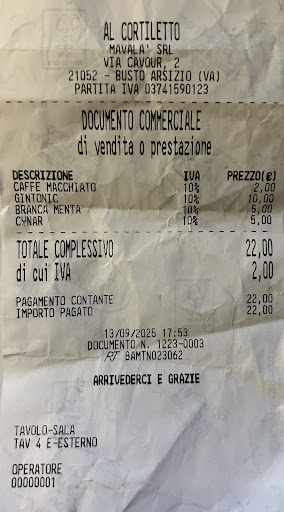 AL CORTILETTO
MAVALA' SRL
VIA CAVOUR, 2
21052 - BUSTO ARSIZIO (VA)
PARTITA IVA 03741590123
DOCUMENTO COMMERCIALE
di vendita o prestazione
DESCRIZIONE IVA PREZZO(€)
CAFFE MACCHIATO 10% 2,00
GINTONIC 10% 10,00
BRANCA MENTA 10% 5,00
CYNAR 10% 5,00
TOTALE COMPLESSIVO 22,00
di cui IVA 2,00
PAGAMENTO CONTANTE 22,00
IMPORTO PAGATO 22,00
13/09/2025 17:53
DOCUMENTO N. 1223-0003
RT 8AMTN023062
ARRIVEDERCI E GRAZIE
TAVOLO-SALA
TAV 4 E-ESTERNO
OPERATORE
00000001